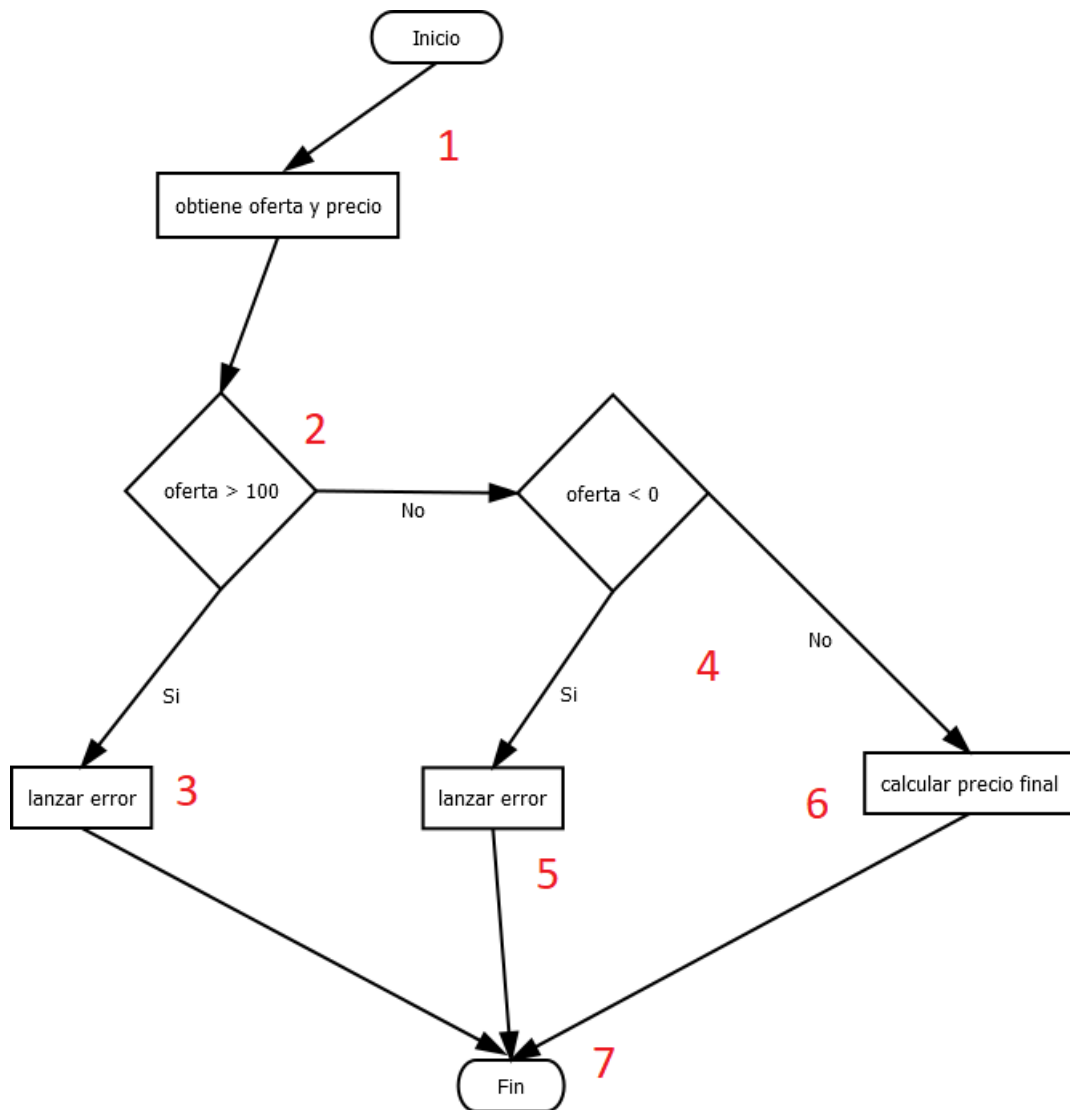 Inicio
1
obtiene oferta y precio
2
oferta > 100
No
oferta < 0
4
No
Si
Si
lanzar error
3
lanzar error
6
calcular precio final
5
7
Fin